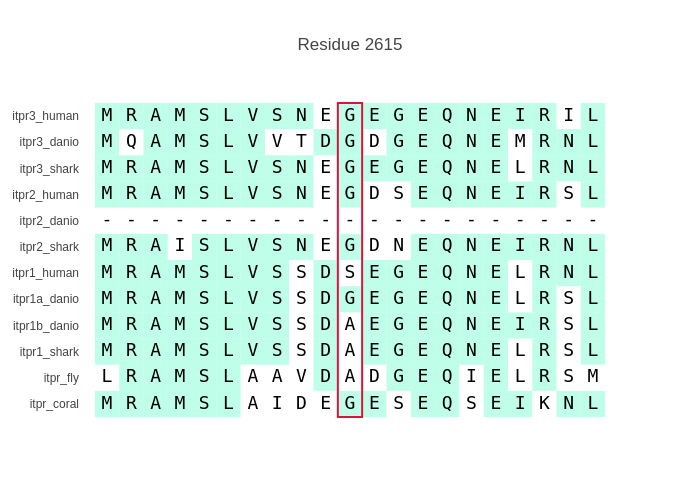 Residue 2615
itpr3_human M R A M S L V S N E G E G E Q N E I R I L
itpr3_danio M Q A M S L V V T D G D G E Q N E M R N L
itpr3_shark M R A M S L V S N E G E G E Q N E L R N L
itpr2_human M R A M S L V S N E G D S E Q N E I R S L
itpr2_danio - - - - - - - - - - - - - - - - - - - - -
itpr2_shark M R A I S L V S N E G D N E Q N E I R N L
itpr1_human M R A M S L V S S D S E G E Q N E L R N L
itpr1a_danio M R A M S L V S S D G E G E Q N E L R S L
itpr1b_danio M R A M S L V S S D A E G E Q N E I R S L
itpr1_shark M R A M S L V S S D A E G E Q N E L R S L
itpr_fly L R A M S L A A V D A D G E Q I E L R S M
itpr_coral M R A M S L A I D E G E S E Q S E I K N L